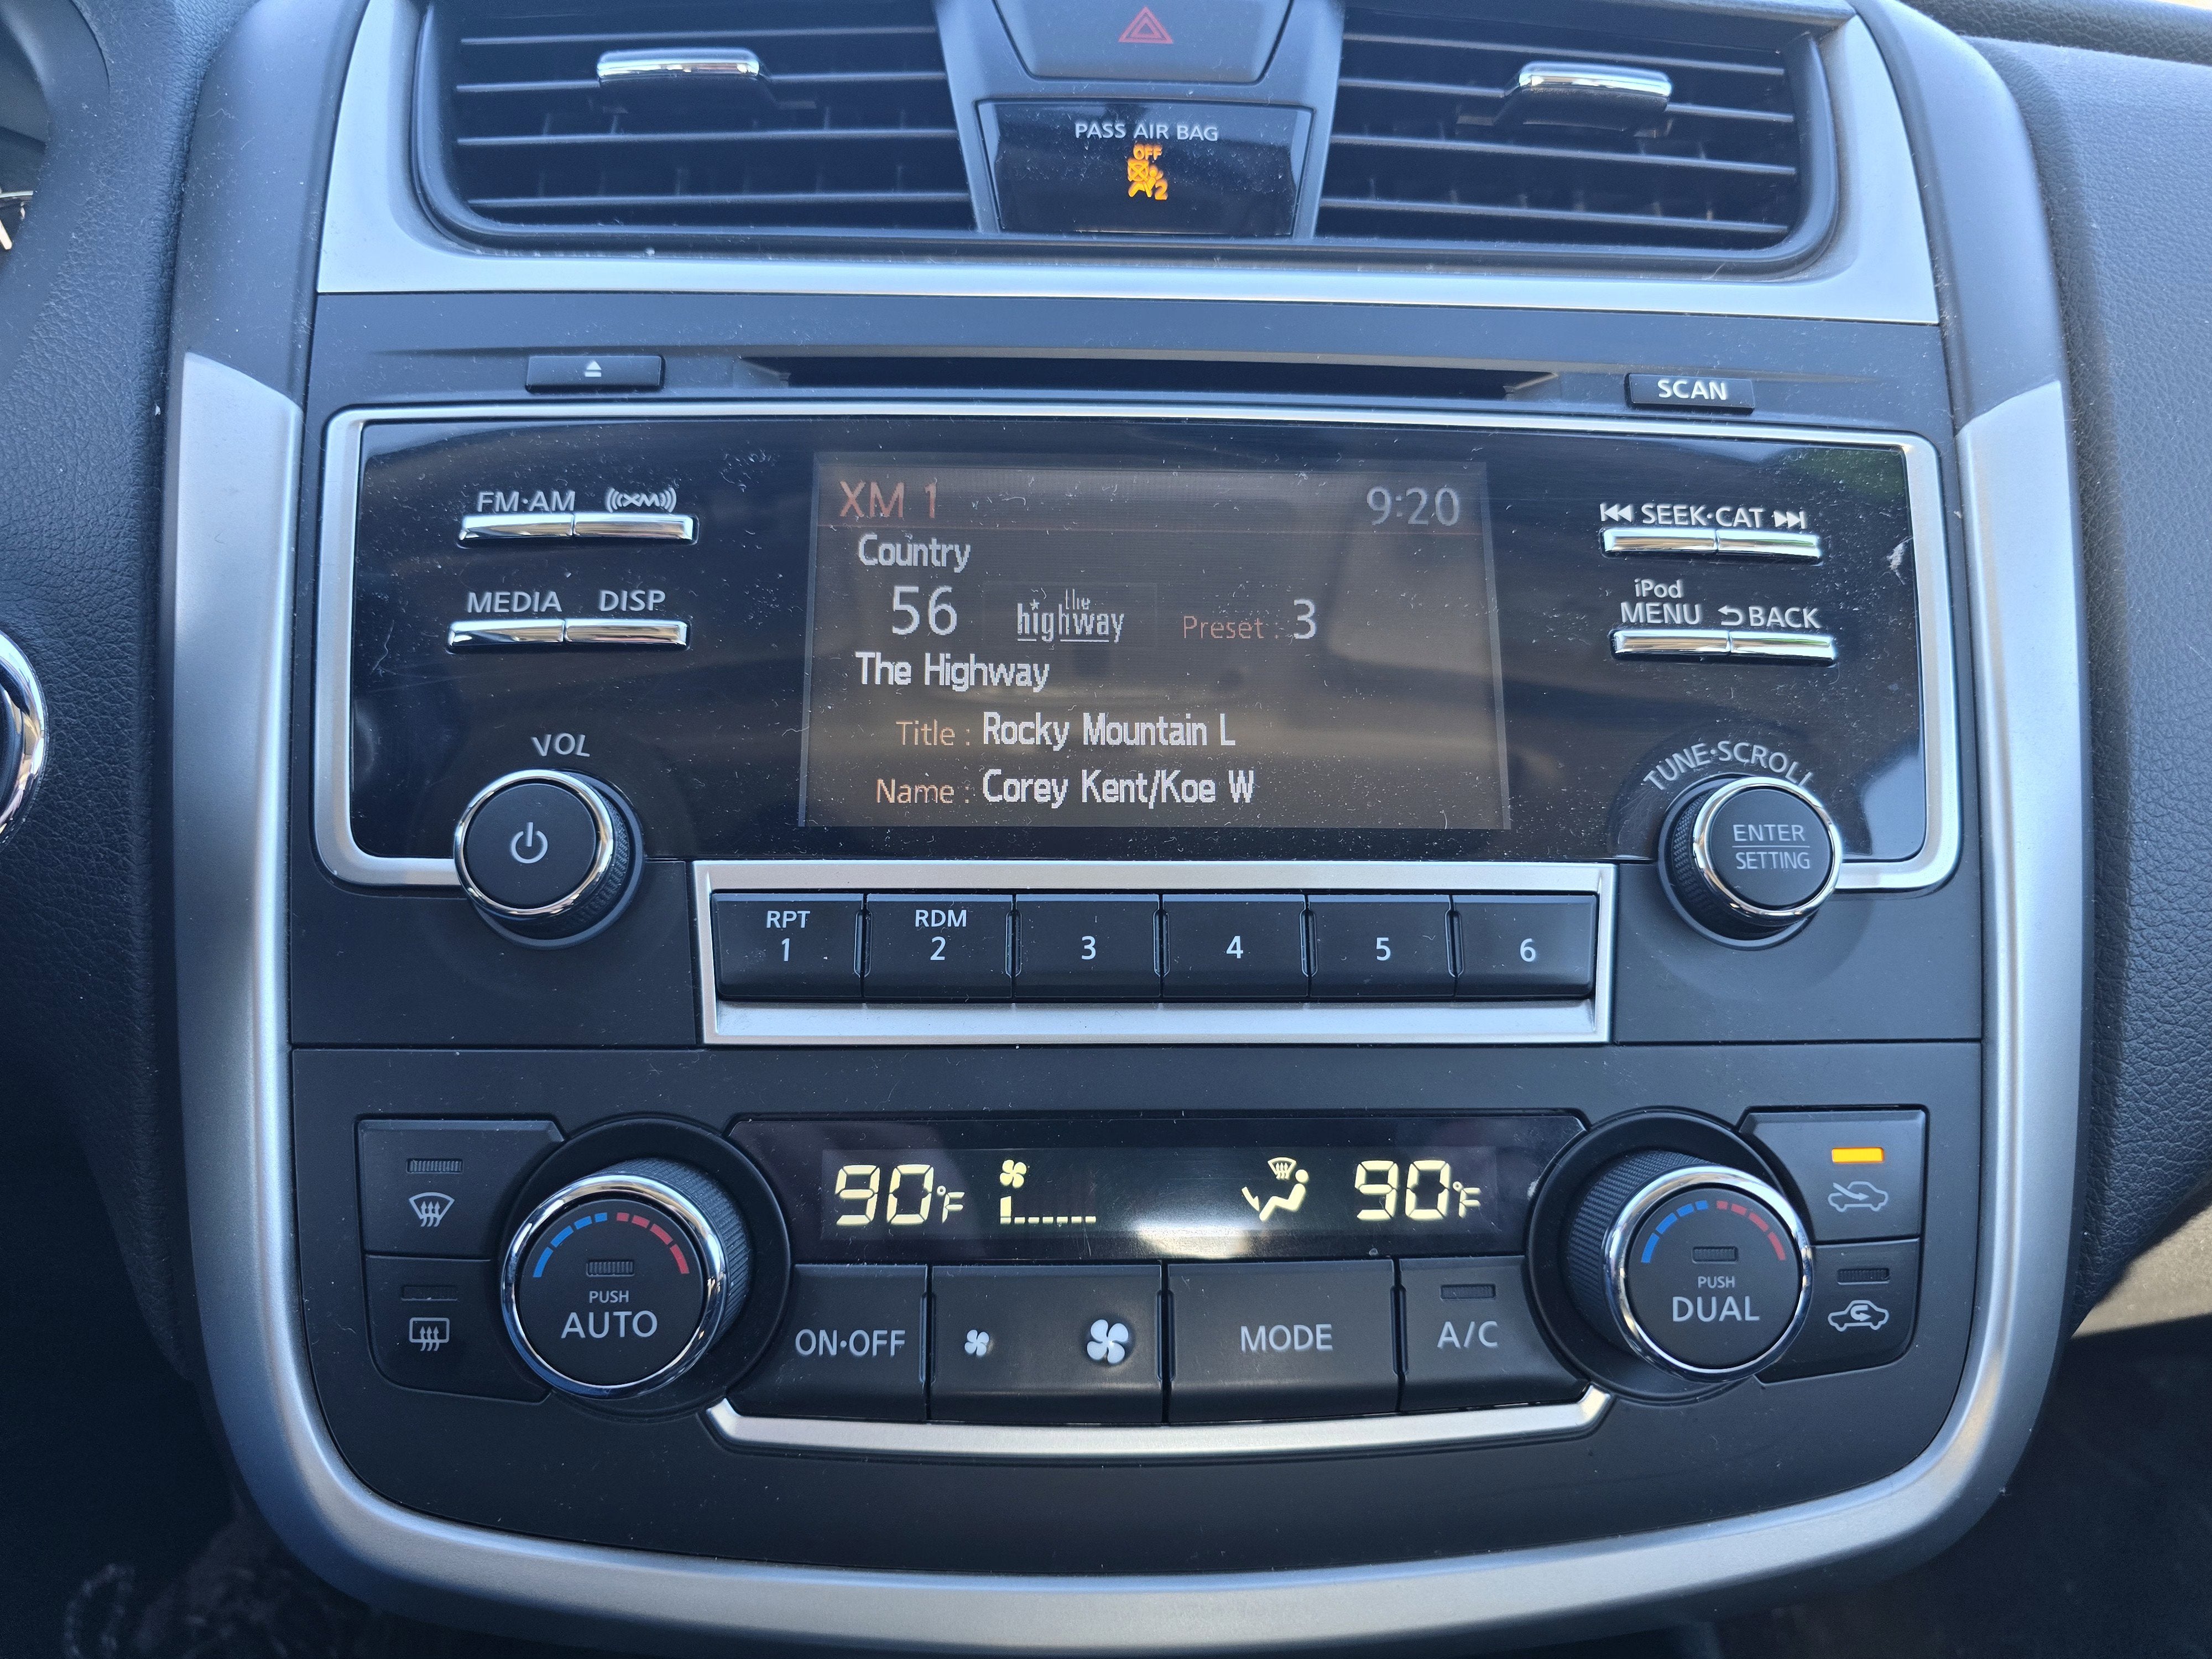 PASS AIR BAG
OFF
2
SCAN
FM·AM XM
MEDIA DISP
VOL
XM 1 9:20
Country
56 the highway Preset : 3
The Highway
Title : Rocky Mountain L
Name : Corey Kent/Koe W
SEEK·CAT
iPod
MENU BACK
TUNE·SCROLL
ENTER
SETTING
RPT
1
RDM
2
3
4
5
6
90°F 90°F
PUSH
AUTO
ON·OFF
MODE
A/C
PUSH
DUAL